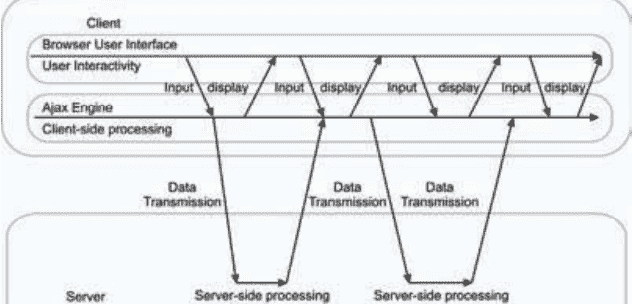 Client
Browser User Interface
User Interactivity
Input display Input display Input display Input display
Ajax Engine
Client-side processing
Data
Transmission
Data
Transmission
Data
Transmission
Server
Server-side processing
Server-side processing